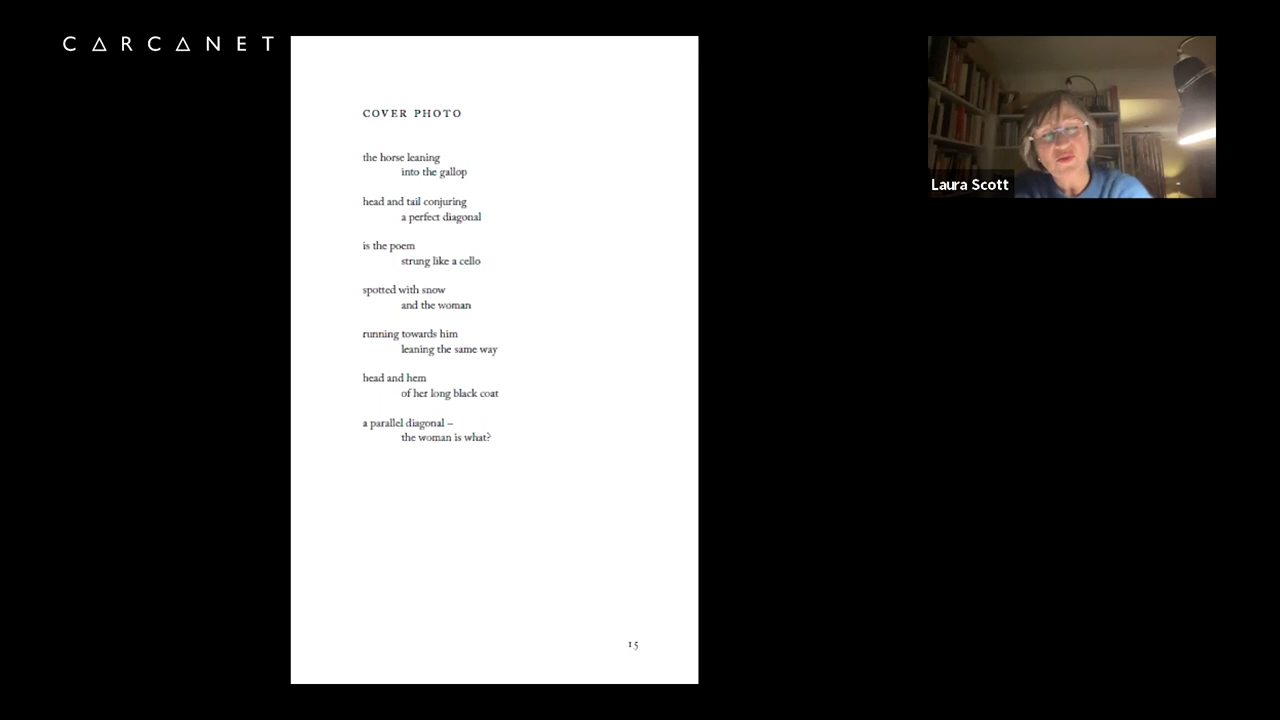 CARCANET
COVER PHOTO
the horse leaning
into the gallop
head and tail conjuring
a perfect diagonal
is the poem
strung like a cello
spotted with snow
and the woman
running towards him
leaning the same way
head and hem
of her long black coat
a parallel diagonal –
the woman is what?
15
Laura Scott